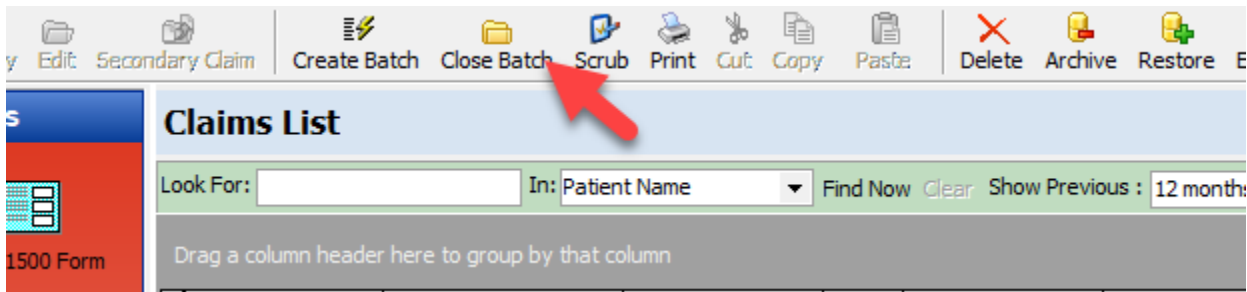 Edit Secondary Claim Create Batch Close Batch Scrub Print Cut Copy Paste Delete Archive Restore
Claims List
Look For: In: Patient Name Find Now Clear Show Previous : 12 months
1500 Form
Drag a column header here to group by that column